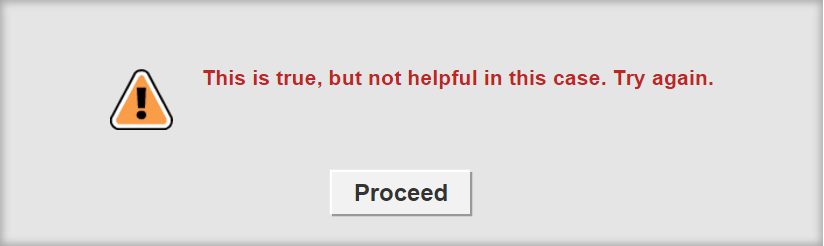 This is true, but not helpful in this case. Try again.
Proceed